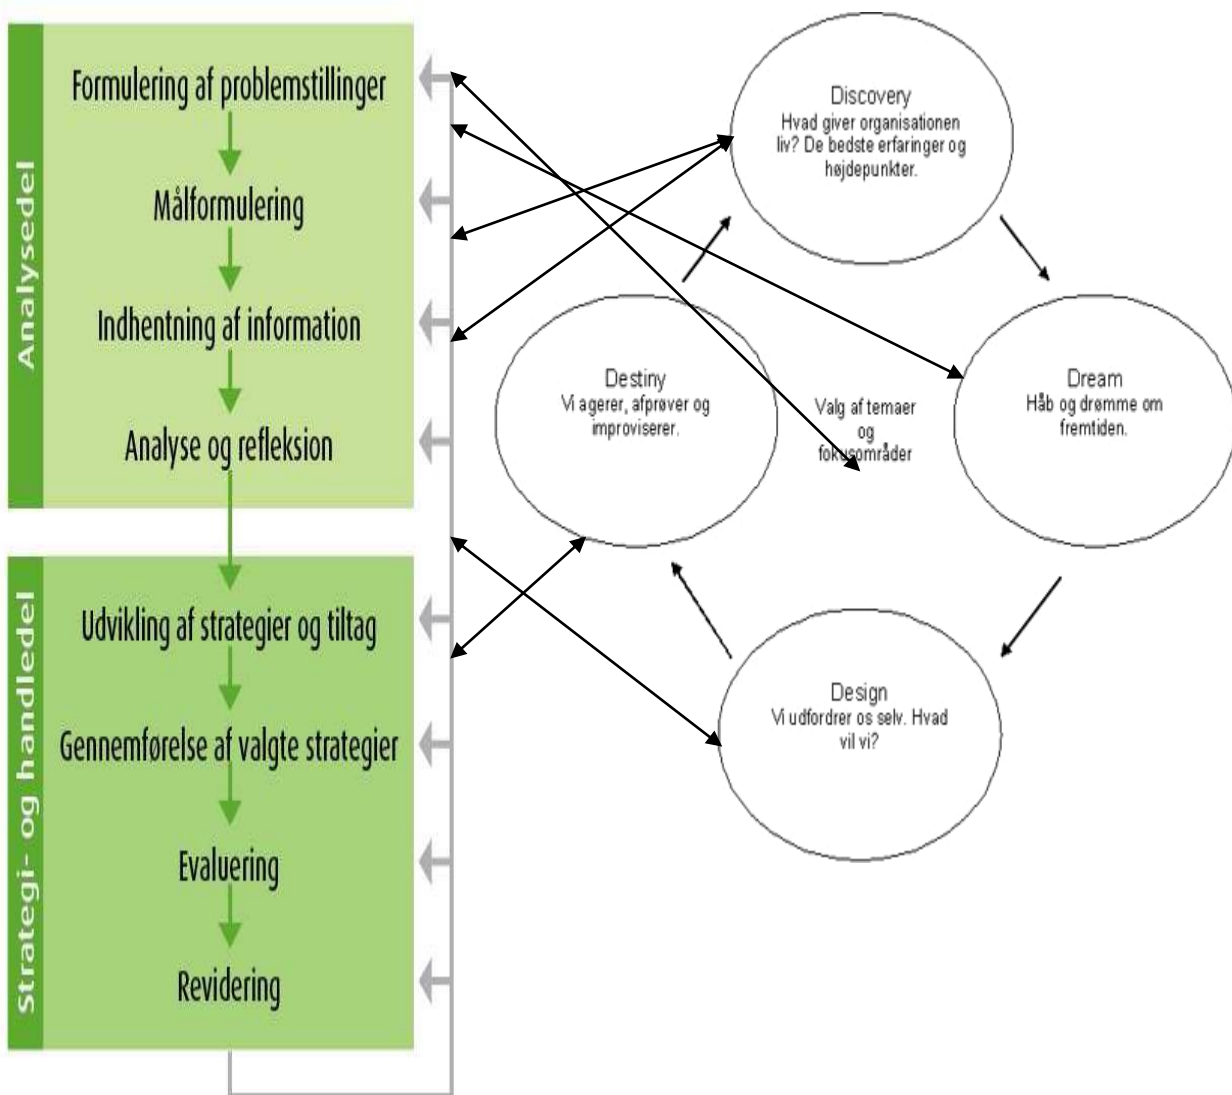 Analysedel
Formulering af problemstillinger
Målformulering
Indhentning af information
Analyse og refleksion
Strategi- og handledel
Udvikling af strategier og tiltag
Gennemførelse af valgte strategier
Evaluering
Revidering
Discovery
Hvad giver organisationen
liv? De bedste erfaringer og
højdepunkter.
Destiny
Vi agerer, afprøver og
improviserer.
Valg af temaer
og
fokusområder
Dream
Håb og drømme om
fremtiden.
Design
Vi udfordrer os selv. Hvad
vil vi?